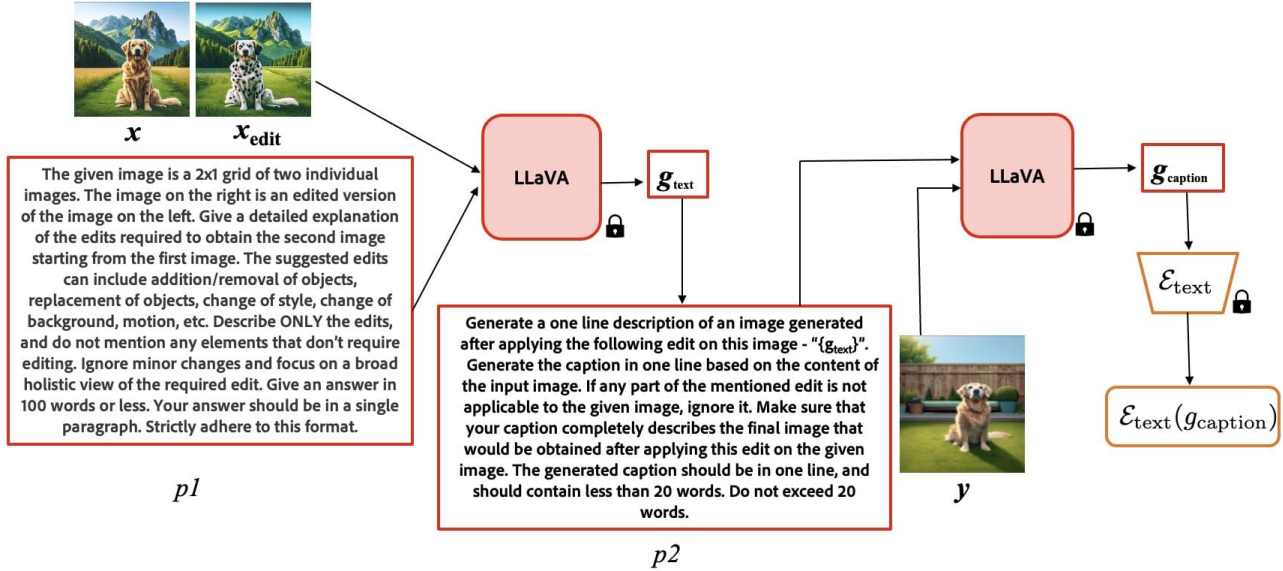 x
x_edit
The given image is a 2x1 grid of two individual
images. The image on the right is an edited version
of the image on the left. Give a detailed explanation
of the edits required to obtain the second image
starting from the first image. The suggested edits
can include addition/removal of objects,
replacement of objects, change of style, change of
background, motion, etc. Describe ONLY the edits,
and do not mention any elements that don't require
editing. Ignore minor changes and focus on a broad
holistic view of the required edit. Give an answer in
100 words or less. Your answer should be in a single
paragraph. Strictly adhere to this format.
p1
LLaVA
g_text
Generate a one line description of an image generated
after applying the following edit on this image - "{g_text}".
Generate the caption in one line based on the content
of the input image. If any part of the mentioned edit is not
applicable to the given image, ignore it. Make sure that
your caption completely describes the final image that
would be obtained after applying this edit on the given
image. The generated caption should be in one line, and
should contain less than 20 words. Do not exceed 20
words.
p2
y
LLaVA
g_caption
ℰ_text
ℰ_text(g_caption)